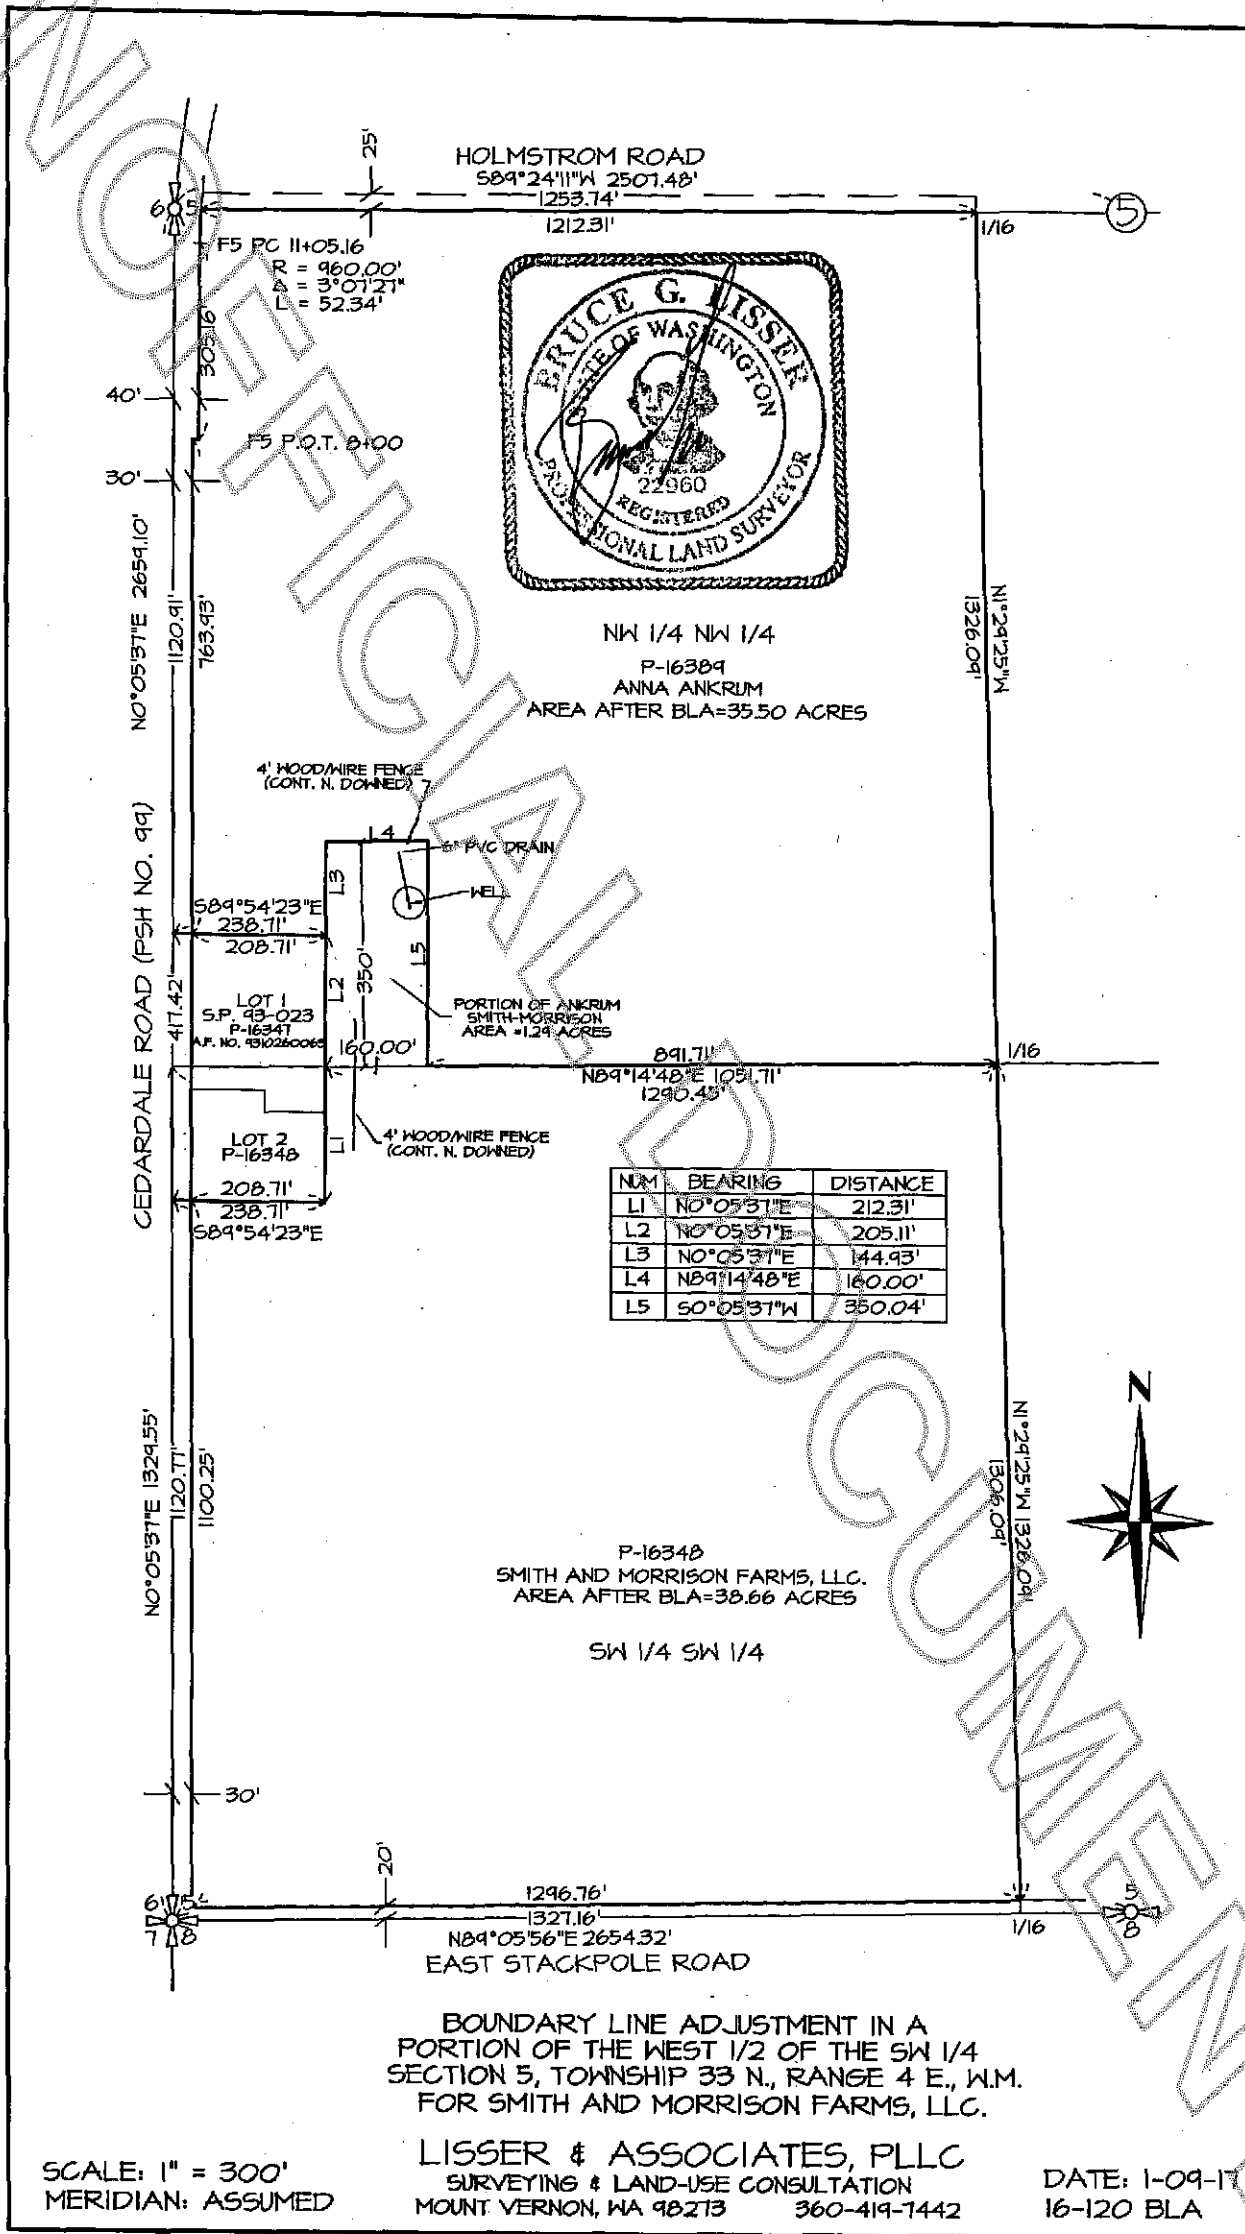 UNOFFICIAL DOCUMENT
25'
HOLMSTROM ROAD
S89°24'11"W 2507.48'
1253.74'
1212.31'
6
5
1
5
1/16
F5 PC 11+05.16
R = 960.00'
Δ = 3°07'27"
L = 52.34'
305.16'
40'
F5 P.O.T. 8+00
30'
BRUCE G. LISSER
STATE OF WASHINGTON
22960
REGISTERED
PROFESSIONAL LAND SURVEYOR
N0°05'37"E 2659.10'
1120.91'
763.93'
N1°29'25"W
1326.09'
NW 1/4 NW 1/4
P-16389
ANNA ANKRUM
AREA AFTER BLA=35.50 ACRES
4' WOOD/WIRE FENCE
(CONT. N. DOWNED)
L4
6" PVC DRAIN
L3
WELL
S89°54'23"E
238.71'
208.71'
L5
350'
L2
CEDARDALE ROAD (PSH NO. 99)
417.42'
LOT 1
S.P. 93-023
P-16347
A.F. NO. 9310260065
PORTION OF ANKRUM
SMITH-MORRISON
AREA =1.29 ACRES
160.00'
891.71'
N89°14'48"E 1051.71'
1290.43'
1/16
LOT 2
P-16348
L1
4' WOOD/WIRE FENCE
(CONT. N. DOWNED)
208.71'
238.71'
S89°54'23"E
NUM BEARING DISTANCE
L1 N0°05'37"E 212.31'
L2 N0°05'37"E 205.11'
L3 N0°05'37"E 144.93'
L4 N89°14'48"E 160.00'
L5 S0°05'37"W 350.04'
N
N0°05'37"E 1329.55'
1120.77'
1100.25'
N1°29'25"W 1326.09'
1306.09'
P-16348
SMITH AND MORRISON FARMS, LLC.
AREA AFTER BLA=38.66 ACRES
SW 1/4 SW 1/4
30'
20'
1296.76'
1327.16'
N89°05'56"E 2654.32'
EAST STACKPOLE ROAD
6 5
7 8
1/16
5
8
BOUNDARY LINE ADJUSTMENT IN A
PORTION OF THE WEST 1/2 OF THE SW 1/4
SECTION 5, TOWNSHIP 33 N., RANGE 4 E., W.M.
FOR SMITH AND MORRISON FARMS, LLC.
LISSER & ASSOCIATES, PLLC
SURVEYING & LAND-USE CONSULTATION
MOUNT VERNON, WA 98273 360-419-7442
SCALE: 1" = 300'
MERIDIAN: ASSUMED
DATE: 1-09-17
16-120 BLA